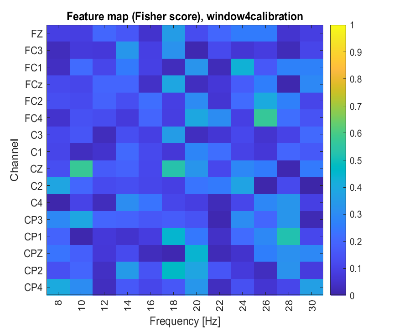 Feature map (Fisher score), window4calibration
Channel
FZ
FC3
FC1
FCz
FC2
FC4
C3
C1
CZ
C2
C4
CP3
CP1
CPZ
CP2
CP4
8 10 12 14 16 18 20 22 24 26 28 30
Frequency [Hz]
1
0.9
0.8
0.7
0.6
0.5
0.4
0.3
0.2
0.1
0